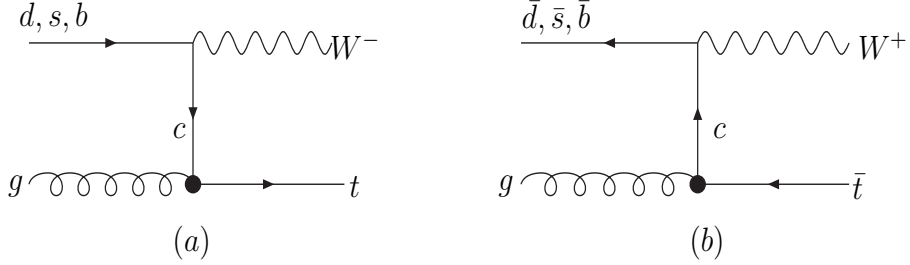 d, s, b
W⁻
c
g
t
(a)
d̄, s̄, b̄
W⁺
c
g
t̄
(b)